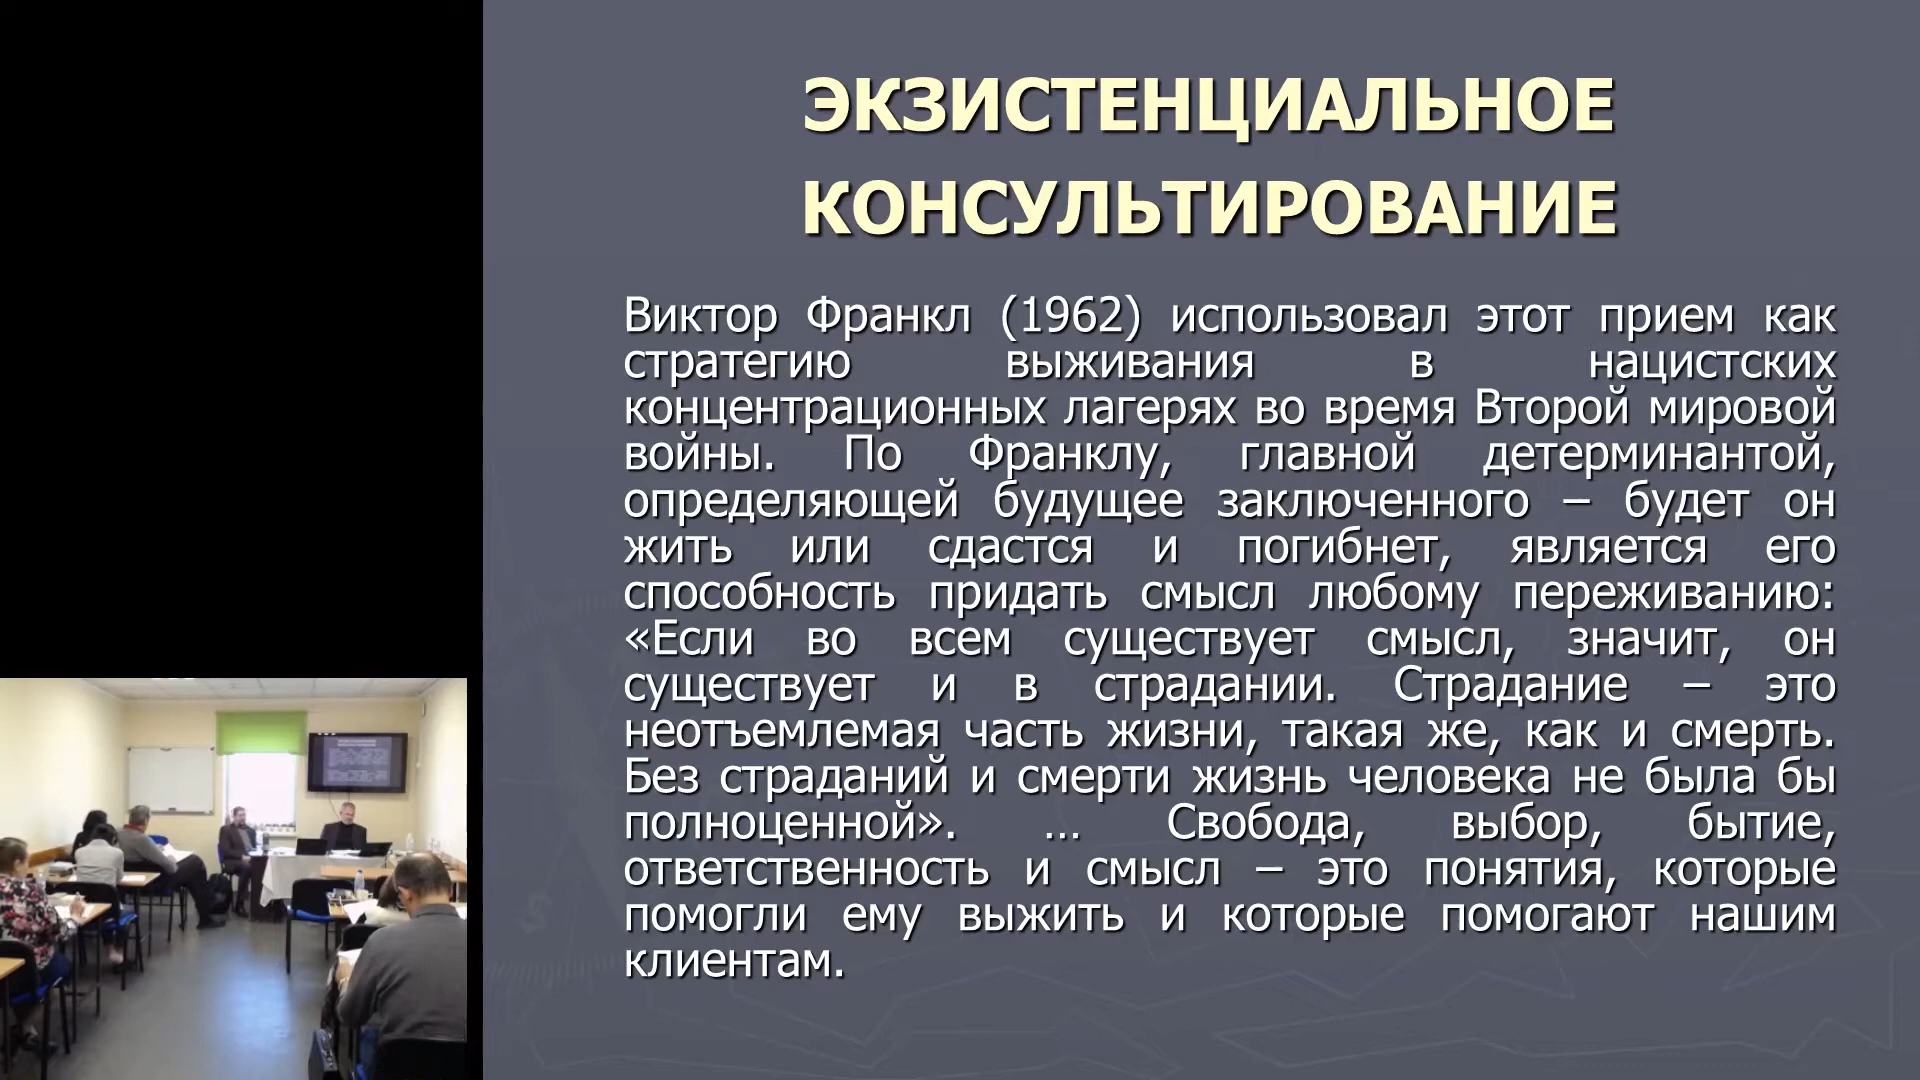 ЭКЗИСТЕНЦИАЛЬНОЕ
КОНСУЛЬТИРОВАНИЕ
Виктор Франкл (1962) использовал этот прием как
стратегию выживания в нацистских
концентрационных лагерях во время Второй мировой
войны. По Франклу, главной детерминантой,
определяющей будущее заключенного – будет он
жить или сдастся и погибнет, является его
способность придать смысл любому переживанию:
«Если во всем существует смысл, значит, он
существует и в страдании. Страдание – это
неотъемлемая часть жизни, такая же, как и смерть.
Без страданий и смерти жизнь человека не была бы
полноценной». ... Свобода, выбор, бытие,
ответственность и смысл – это понятия, которые
помогли ему выжить и которые помогают нашим
клиентам.